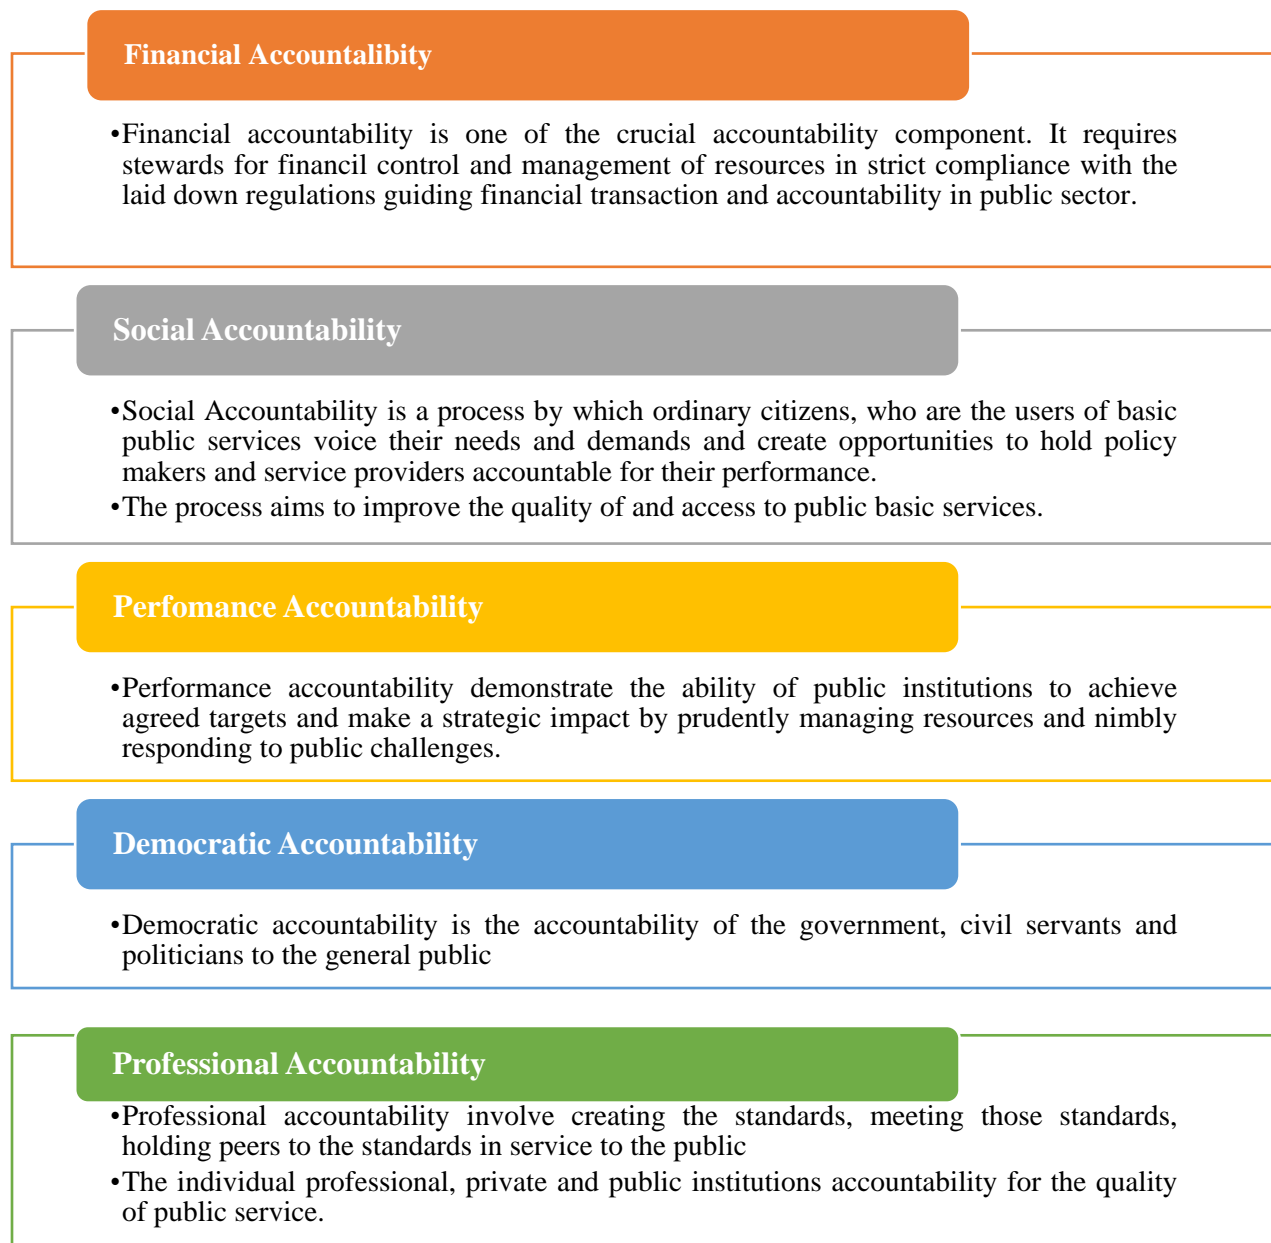 Financial Accountalibity
•Financial accountability is one of the crucial accountability component. It requires
stewards for financil control and management of resources in strict compliance with the
laid down regulations guiding financial transaction and accountability in public sector.
Social Accountability
•Social Accountability is a process by which ordinary citizens, who are the users of basic
public services voice their needs and demands and create opportunities to hold policy
makers and service providers accountable for their performance.
•The process aims to improve the quality of and access to public basic services.
Perfomance Accountability
•Performance accountability demonstrate the ability of public institutions to achieve
agreed targets and make a strategic impact by prudently managing resources and nimbly
responding to public challenges.
Democratic Accountability
•Democratic accountability is the accountability of the government, civil servants and
politicians to the general public
Professional Accountability
•Professional accountability involve creating the standards, meeting those standards,
holding peers to the standards in service to the public
•The individual professional, private and public institutions accountability for the quality
of public service.